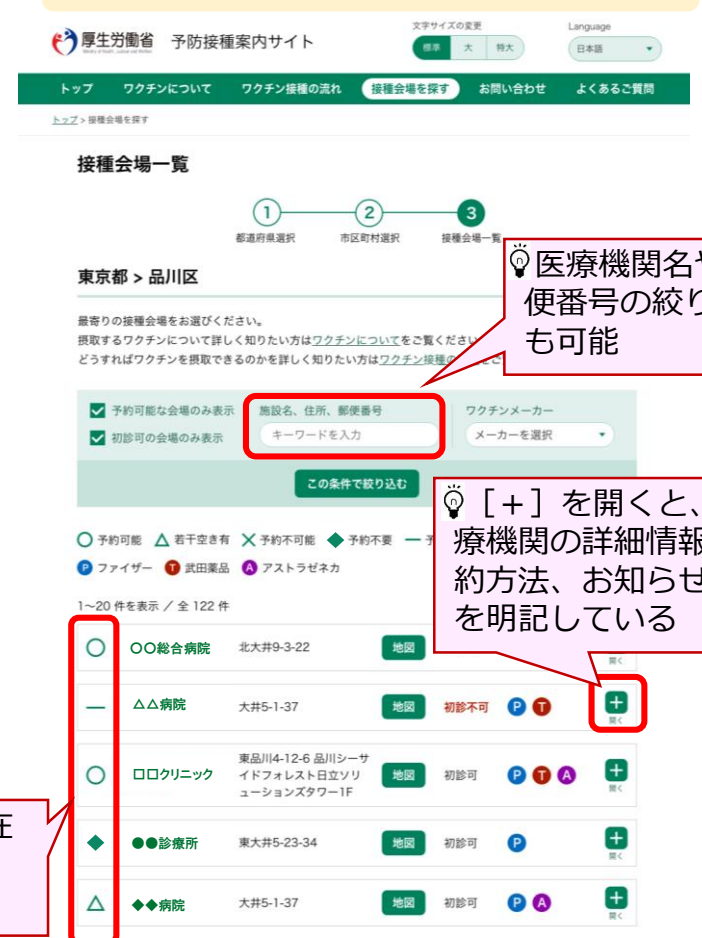 文字サイズの変更
Language
厚生労働省 予防接種案内サイト
標準 大 特大
日本語
トップ ワクチンについて ワクチン接種の流れ 接種会場を探す お問い合わせ よくあるご質問
トップ > 接種会場を探す
接種会場一覧
1 2 3
都道府県選択 市区町村選択 接種会場一覧
医療機関名や
便番号の絞り
も可能
東京都 > 品川区
最寄りの接種会場をお選びください。
摂取するワクチンについて詳しく知りたい方はワクチンについてをご覧くださ
どうすればワクチンを摂取できるのかを詳しく知りたい方はワクチン接種の
予約可能な会場のみ表示
初診可の会場のみ表示
施設名、住所、郵便番号
キーワードを入力
ワクチンメーカー
メーカーを選択
この条件で絞り込む
[+] を開くと、
療機関の詳細情報
約方法、お知らせ
を明記している
○ 予約可能 △ 若干空き有 ✕ 予約不可能 ◆ 予約不要 ー
P ファイザー T 武田薬品 A アストラゼネカ
1〜20 件を表示 / 全 122 件
○ 〇〇総合病院 北大井9-3-22 地図
開く
ー △△病院 大井5-1-37 地図 初診不可 P T + 開く
○ 口口クリニック 東品川4-12-6 品川シーサ
イドフォレスト日立ソリ
ューションズタワー1F
地図 初診可 P T A + 開く
◆ ●●診療所 東大井5-23-34 地図 初診可 P + 開く
△ ◆◆病院 大井5-1-37 地図 初診可 P A + 開く